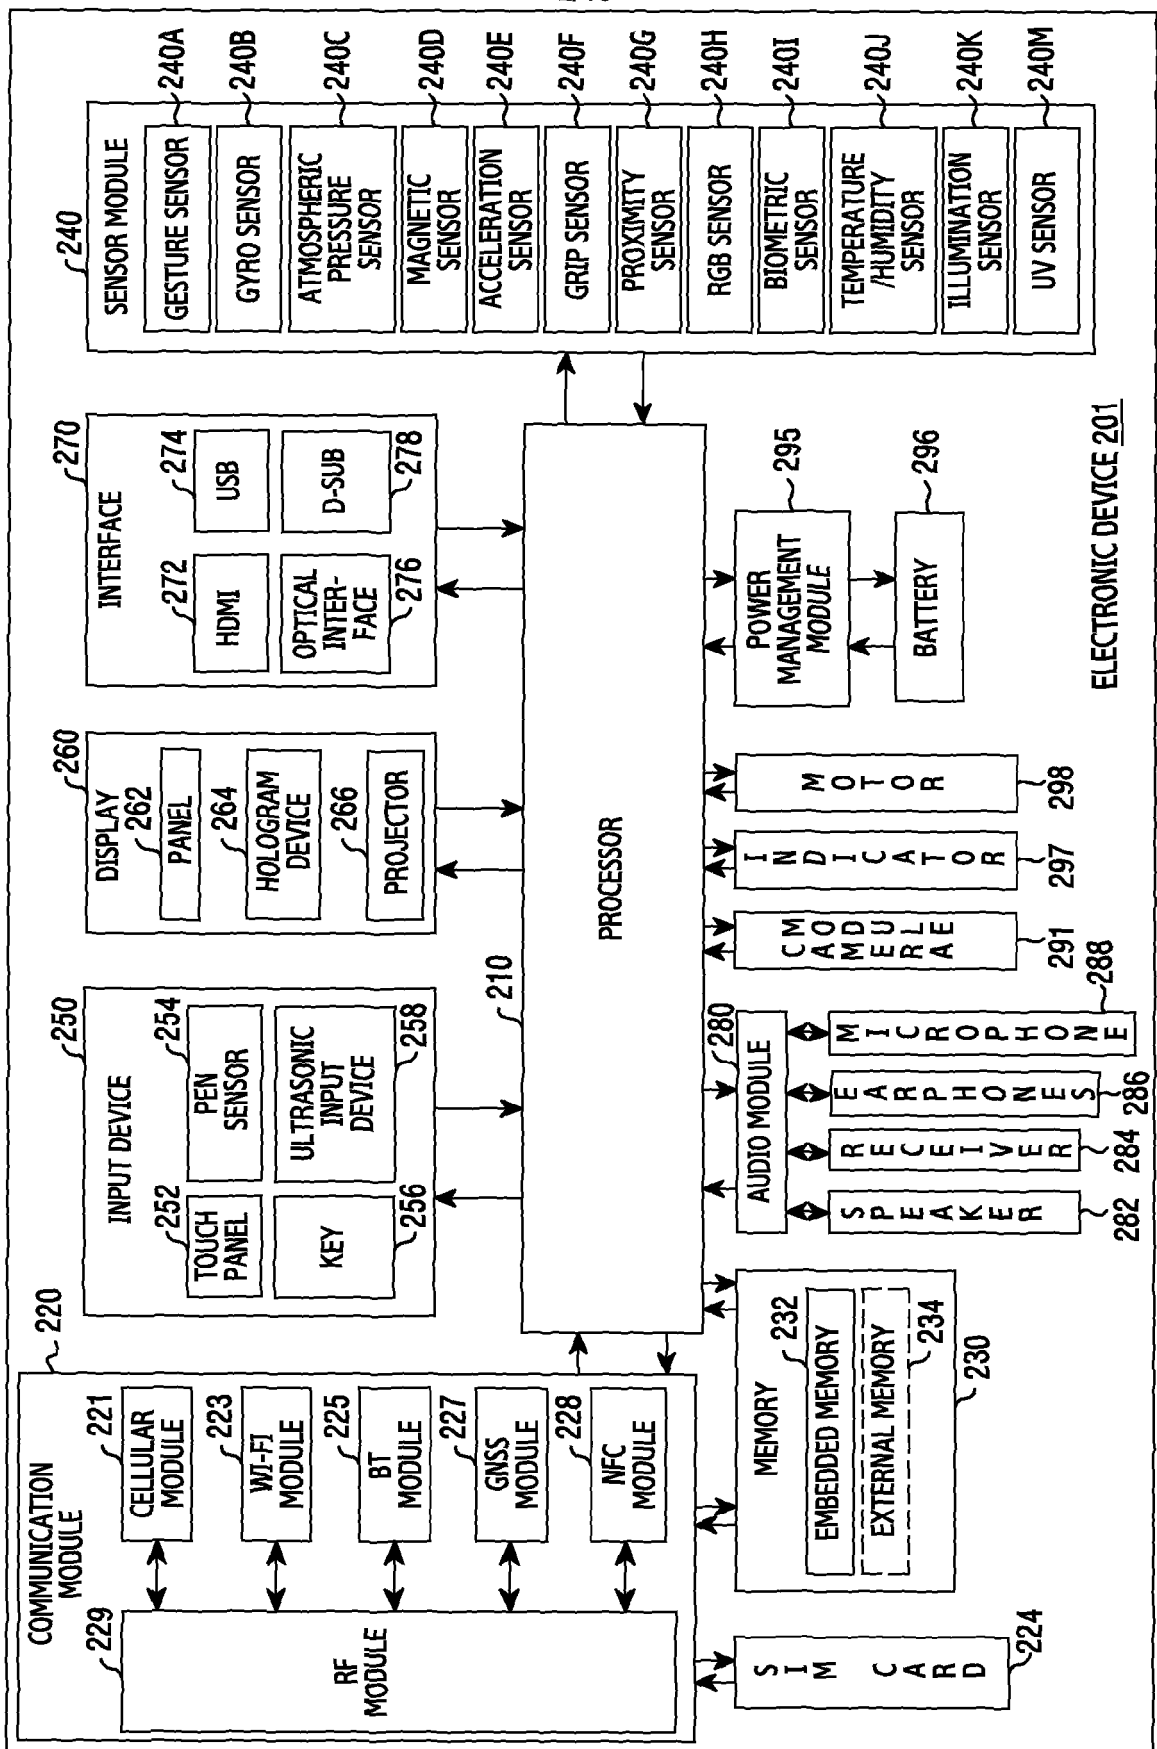 COMMUNICATION
MODULE
220
229
RF
MODULE
221
CELLULAR
MODULE
223
WI-FI
MODULE
225
BT
MODULE
227
GNSS
MODULE
228
NFC
MODULE
INPUT DEVICE
250
252
TOUCH
PANEL
254
PEN
SENSOR
KEY
256
ULTRASONIC
INPUT
DEVICE
258
DISPLAY
260
262
PANEL
264
HOLOGRAM
DEVICE
266
PROJECTOR
INTERFACE
270
272
HDMI
274
USB
OPTICAL
INTER-
FACE
276
D-SUB
278
240
SENSOR MODULE
GESTURE SENSOR
240A
GYRO SENSOR
240B
ATMOSPHERIC
PRESSURE
SENSOR
240C
MAGNETIC
SENSOR
240D
ACCELERATION
SENSOR
240E
GRIP SENSOR
240F
PROXIMITY
SENSOR
240G
RGB SENSOR
240H
BIOMETRIC
SENSOR
240I
TEMPERATURE
/HUMIDITY
SENSOR
240J
ILLUMINATION
SENSOR
240K
UV SENSOR
240M
210
PROCESSOR
SIM CARD
224
MEMORY
230
232
EMBEDDED MEMORY
EXTERNAL MEMORY
234
AUDIO MODULE
280
SPEAKER
282
RECEIVER
284
EARPHONES
286
MICROPHONE
288
CAMERA
MODULE
291
INDICATOR
297
MOTOR
298
POWER
MANAGEMENT
MODULE
295
BATTERY
296
ELECTRONIC DEVICE 201